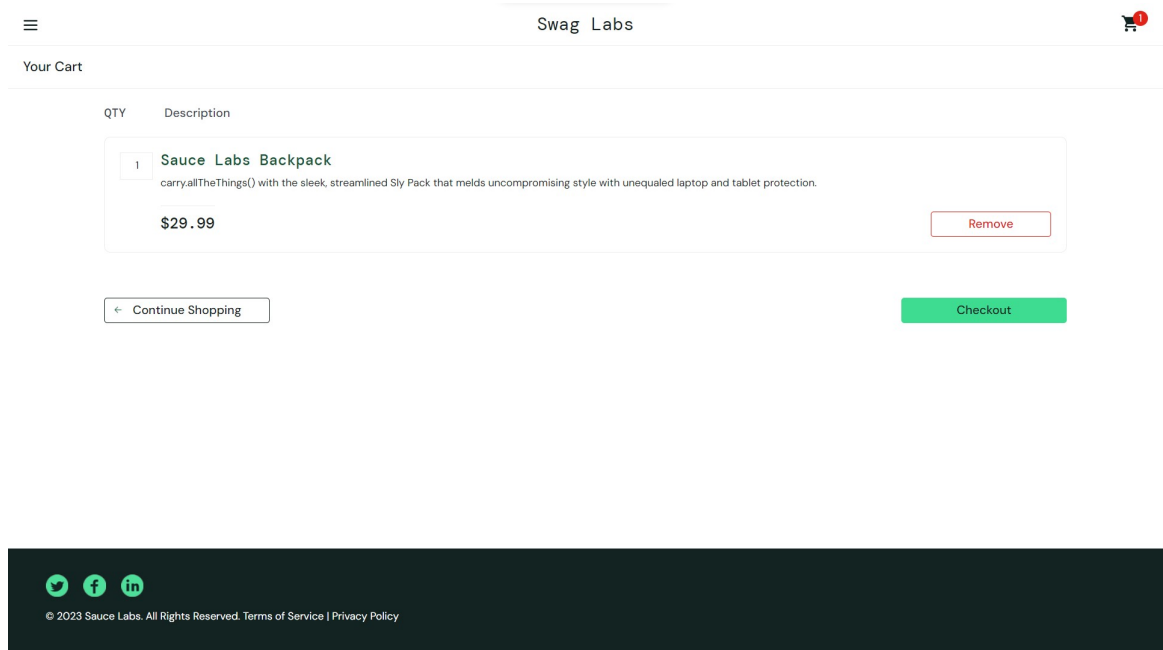 Swag Labs
1
Your Cart
QTY Description
1 Sauce Labs Backpack
carry.allTheThings() with the sleek, streamlined Sly Pack that melds uncompromising style with unequaled laptop and tablet protection.
$29.99 Remove
← Continue Shopping Checkout
© 2023 Sauce Labs. All Rights Reserved. Terms of Service | Privacy Policy